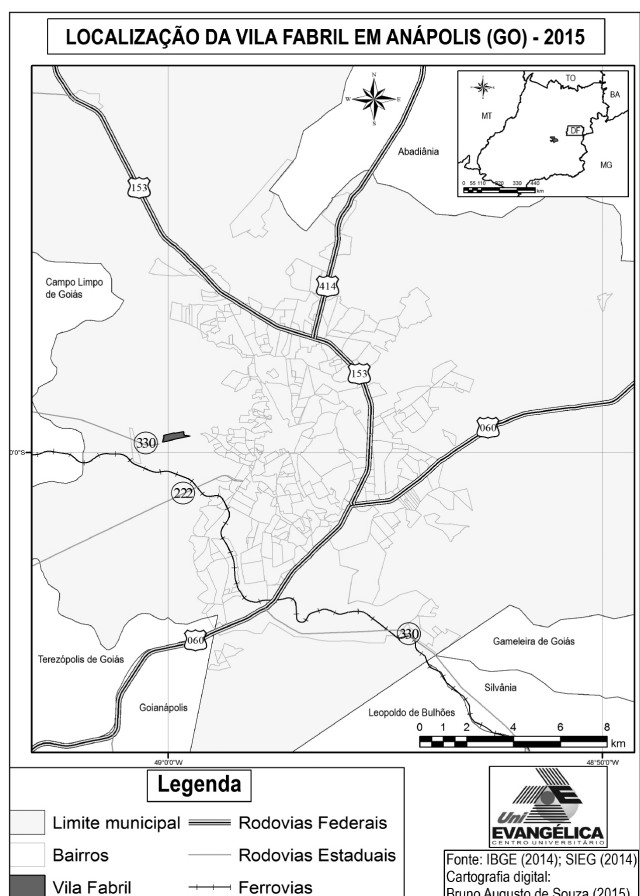 LOCALIZAÇÃO DA VILA FABRIL EM ANÁPOLIS (GO) - 2015
N
W
E
S
TO
BA
MT
DF
MG
km
Abadiânia
153
414
Campo Limpo
de Goiás
153
060
330
0'0"S
222
330
060
Gameleira de Goiás
Terezópolis de Goiás
Silvânia
Goianápolis
Leopoldo de Bulhões
0 1 2 4 6 8
km
49°0'0"W
48°50'0"W
Legenda
Limite municipal
Rodovias Federais
Bairros
Rodovias Estaduais
Vila Fabril
Ferrovias
Uni
EVANGÉLICA
CENTRO UNIVERSITÁRIO
Fonte: IBGE (2014); SIEG (2014)
Cartografia digital:
Bruno Augusto de Souza (2015)